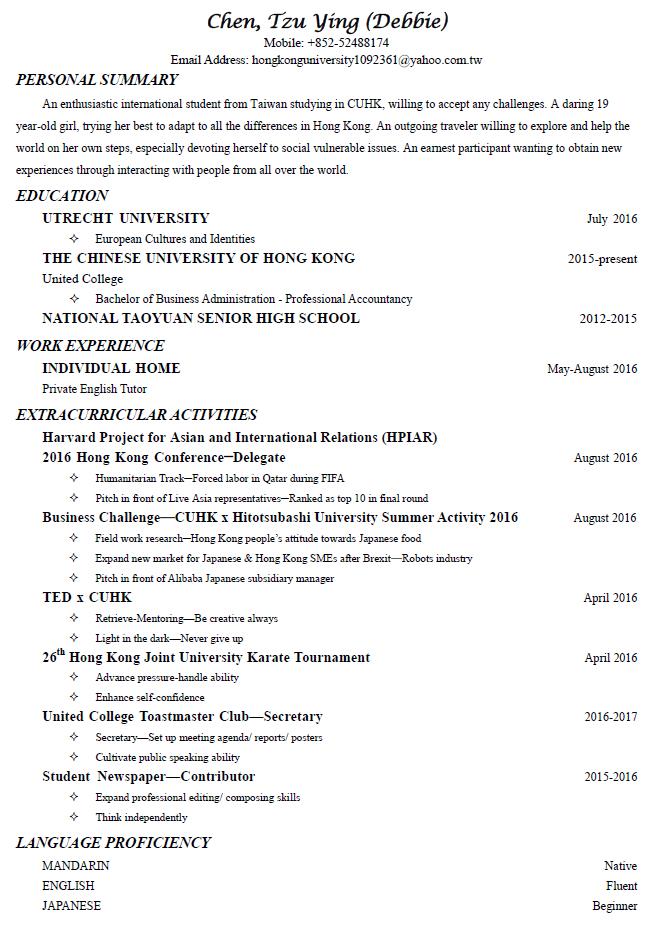 Chen, Tzu Ying (Debbie)
Mobile: +852-52488174
Email Address: hongkonguniversity1092361@yahoo.com.tw
PERSONAL SUMMARY
An enthusiastic international student from Taiwan studying in CUHK, willing to accept any challenges. A daring 19
year-old girl, trying her best to adapt to all the differences in Hong Kong. An outgoing traveler willing to explore and help the
world on her own steps, especially devoting herself to social vulnerable issues. An earnest participant wanting to obtain new
experiences through interacting with people from all over the world.
EDUCATION
UTRECHT UNIVERSITY July 2016
✧ European Cultures and Identities
THE CHINESE UNIVERSITY OF HONG KONG 2015-present
United College
✧ Bachelor of Business Administration - Professional Accountancy
NATIONAL TAOYUAN SENIOR HIGH SCHOOL 2012-2015
WORK EXPERIENCE
INDIVIDUAL HOME May-August 2016
Private English Tutor
EXTRACURRICULAR ACTIVITIES
Harvard Project for Asian and International Relations (HPIAR)
2016 Hong Kong Conference─Delegate August 2016
✧ Humanitarian Track─Forced labor in Qatar during FIFA
✧ Pitch in front of Live Asia representatives─Ranked as top 10 in final round
Business Challenge—CUHK x Hitotsubashi University Summer Activity 2016 August 2016
✧ Field work research─Hong Kong people’s attitude towards Japanese food
✧ Expand new market for Japanese & Hong Kong SMEs after Brexit—Robots industry
✧ Pitch in front of Alibaba Japanese subsidiary manager
TED x CUHK April 2016
✧ Retrieve-Mentoring—Be creative always
✧ Light in the dark—Never give up
26th Hong Kong Joint University Karate Tournament April 2016
✧ Advance pressure-handle ability
✧ Enhance self-confidence
United College Toastmaster Club—Secretary 2016-2017
✧ Secretary—Set up meeting agenda/ reports/ posters
✧ Cultivate public speaking ability
Student Newspaper—Contributor 2015-2016
✧ Expand professional editing/ composing skills
✧ Think independently
LANGUAGE PROFICIENCY
MANDARIN Native
ENGLISH Fluent
JAPANESE Beginner